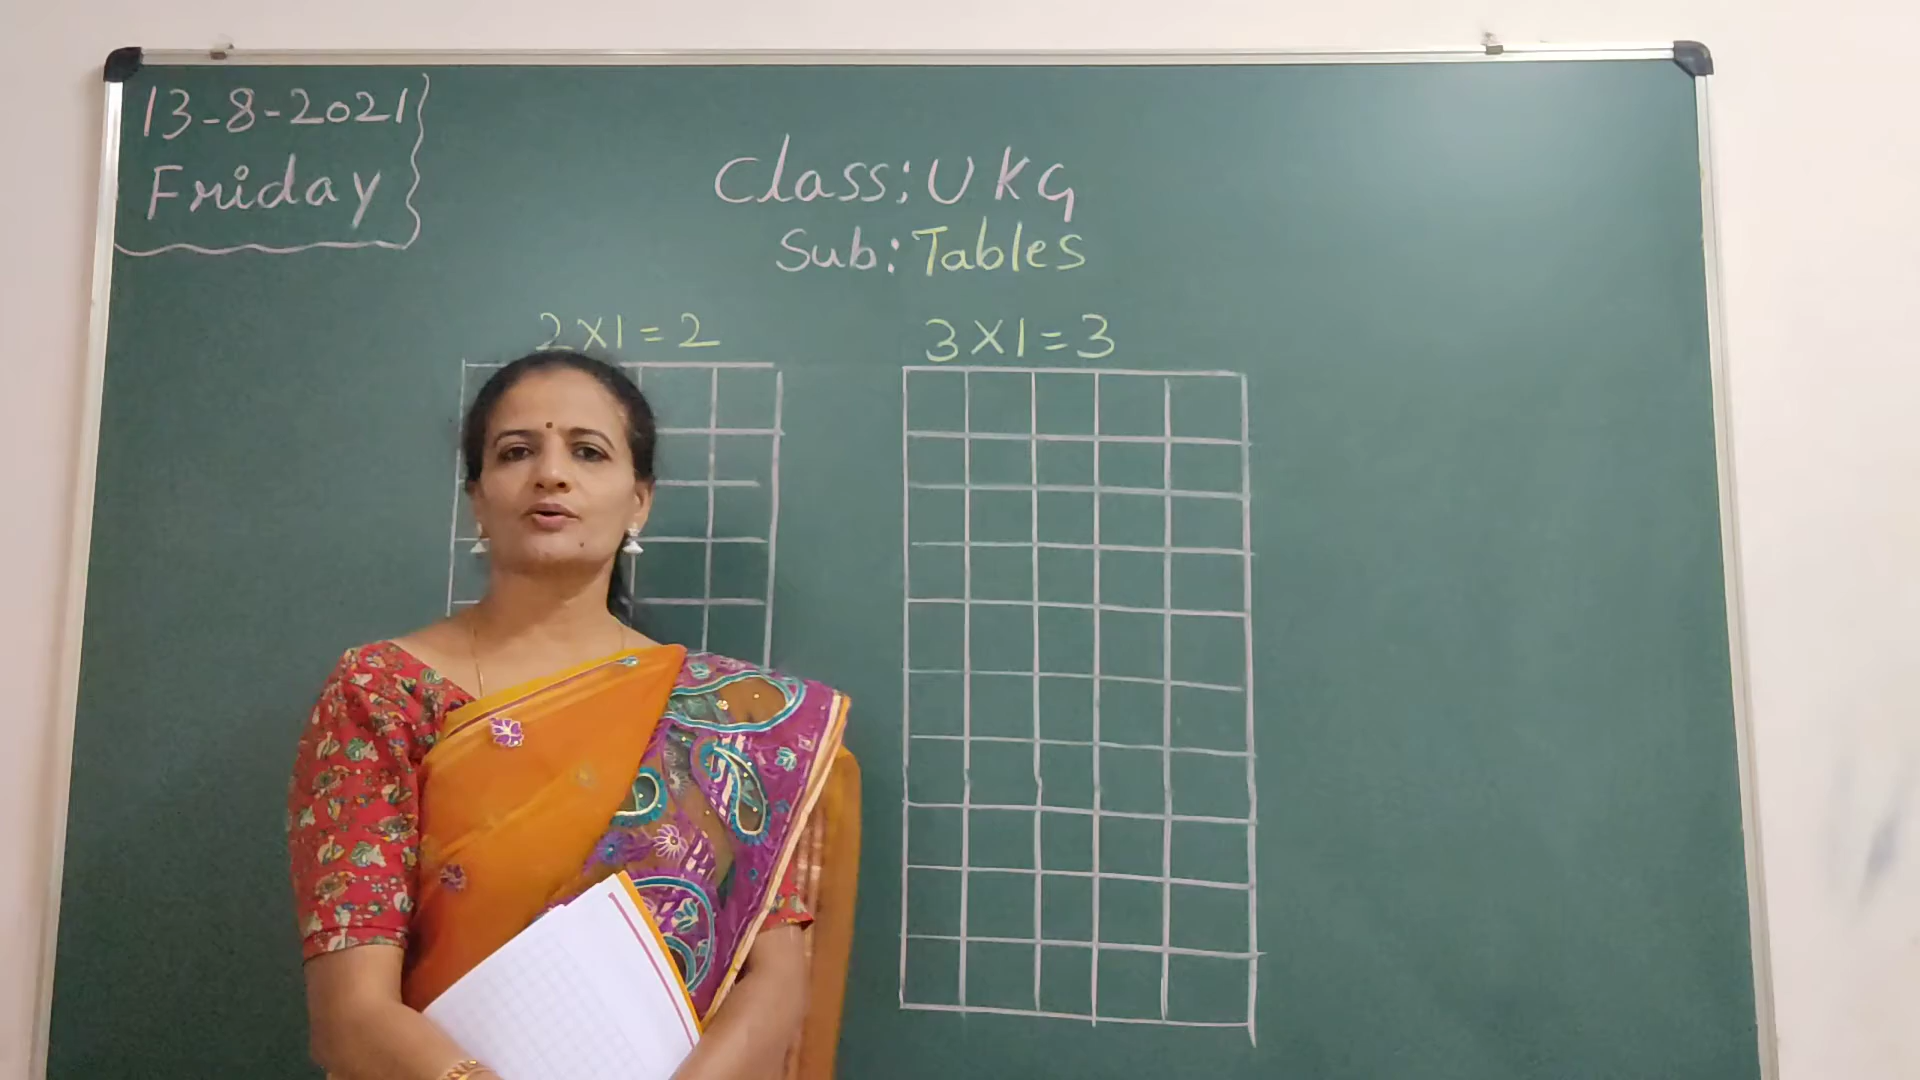 13-8-2021
Friday
Class: UKG
Sub: Tables
2X1=2
3X1=3